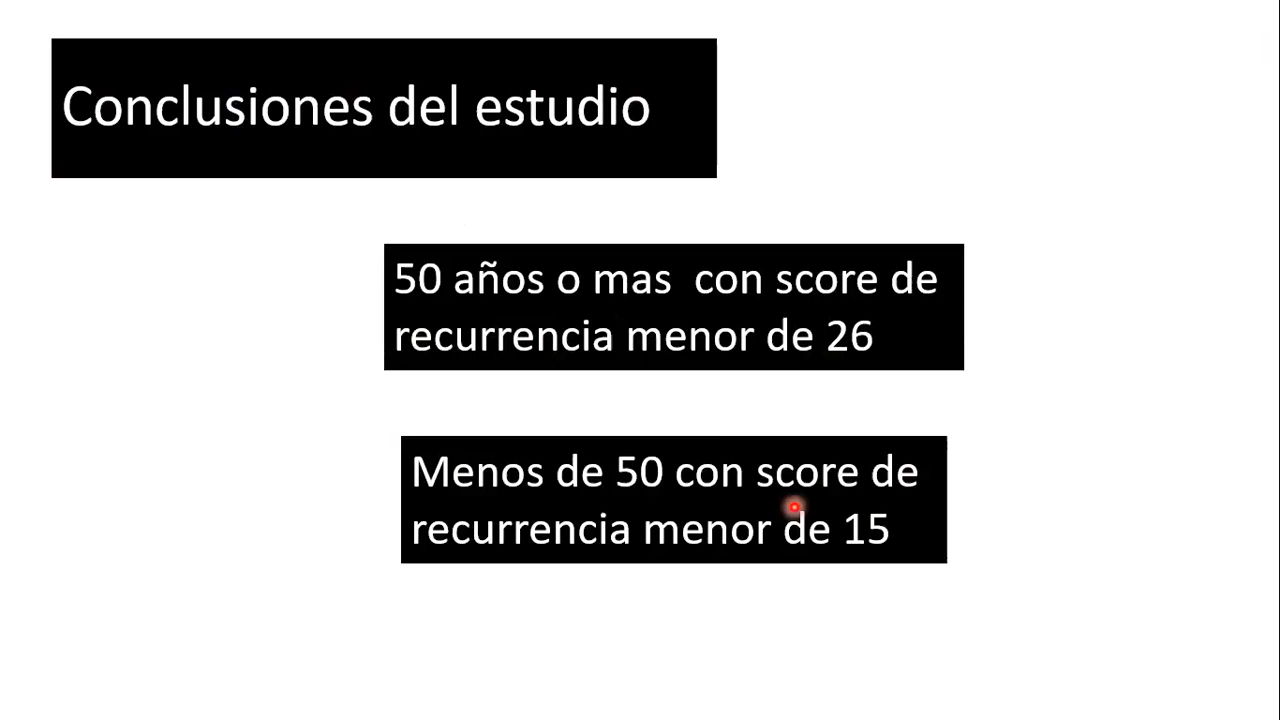 Conclusiones del estudio
50 años o mas con score de
recurrencia menor de 26
Menos de 50 con score de
recurrencia menor de 15